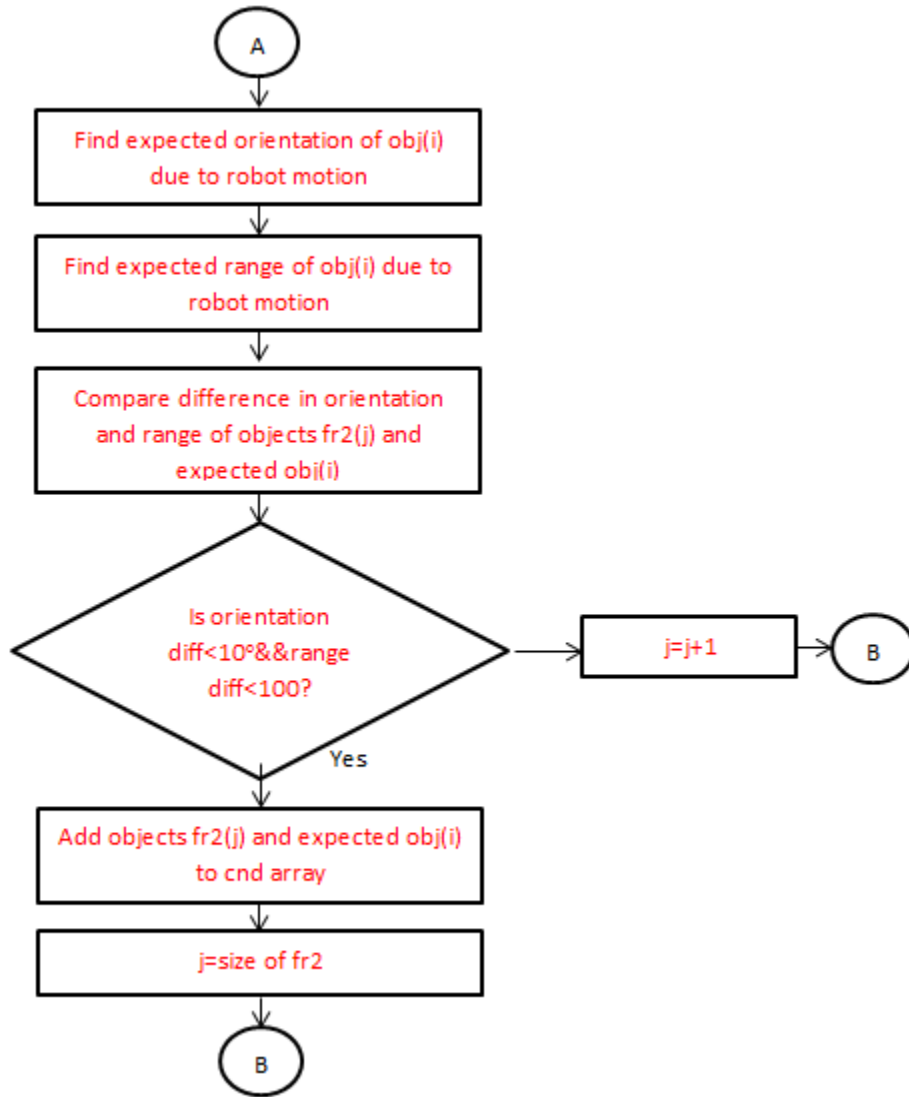 A
Find expected orientation of obj(i)
due to robot motion
Find expected range of obj(i) due to
robot motion
Compare difference in orientation
and range of objects fr2(j) and
expected obj(i)
Is orientation
diff<10°&&range
diff<100?
j=j+1
B
Yes
Add objects fr2(j) and expected obj(i)
to cnd array
j=size of fr2
B